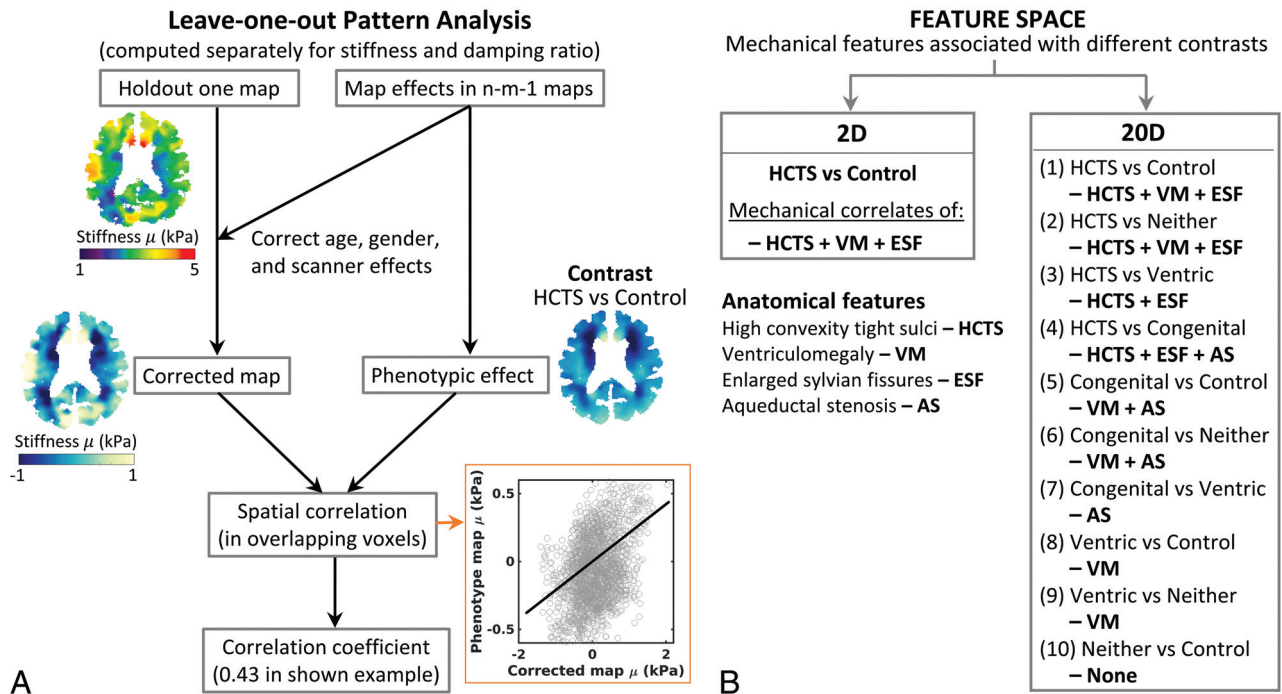 Leave-one-out Pattern Analysis
(computed separately for stiffness and damping ratio)
Holdout one map
Map effects in n-m-1 maps
Stiffness μ (kPa)
1 5
Correct age, gender,
and scanner effects
Contrast
HCTS vs Control
Corrected map
Phenotypic effect
Stiffness μ (kPa)
-1 1
Spatial correlation
(in overlapping voxels)
Phenotype map μ (kPa)
0.5
0
-0.5
-2 0 2
Corrected map μ (kPa)
Correlation coefficient
(0.43 in shown example)
A
FEATURE SPACE
Mechanical features associated with different contrasts
2D
HCTS vs Control
Mechanical correlates of:
– HCTS + VM + ESF
Anatomical features
High convexity tight sulci – HCTS
Ventriculomegaly – VM
Enlarged sylvian fissures – ESF
Aqueductal stenosis – AS
20D
(1) HCTS vs Control
– HCTS + VM + ESF
(2) HCTS vs Neither
– HCTS + VM + ESF
(3) HCTS vs Ventric
– HCTS + ESF
(4) HCTS vs Congenital
– HCTS + ESF + AS
(5) Congenital vs Control
– VM + AS
(6) Congenital vs Neither
– VM + AS
(7) Congenital vs Ventric
– AS
(8) Ventric vs Control
– VM
(9) Ventric vs Neither
– VM
(10) Neither vs Control
– None
B